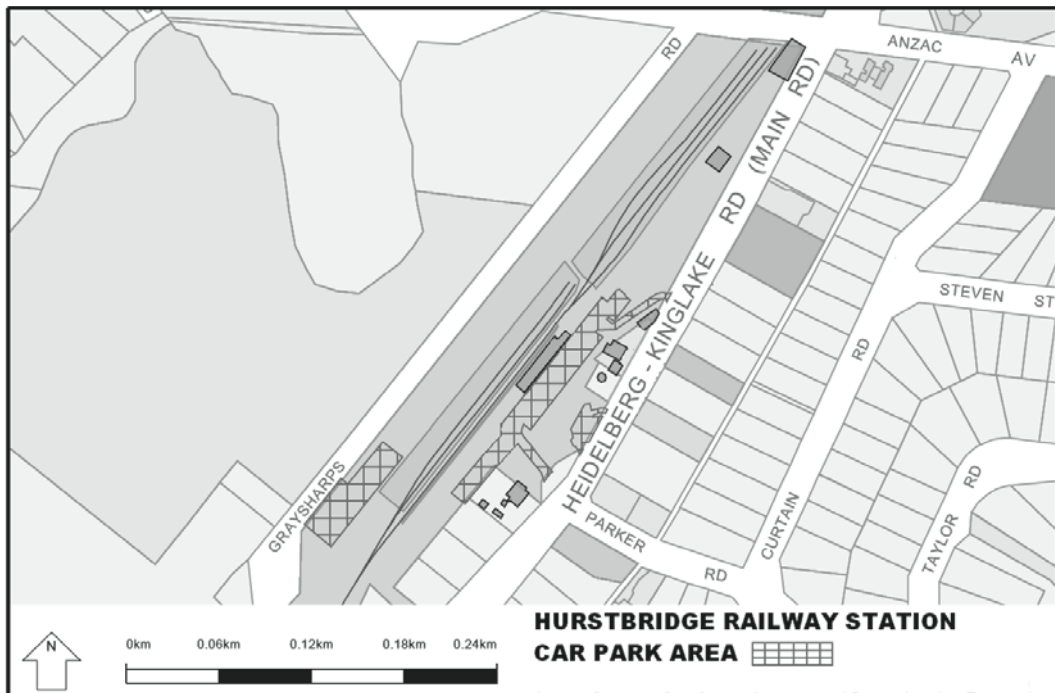 ANZAC AV
RD
HEIDELBERG - KINGLAKE RD (MAIN RD)
STEVEN ST
RD
GRAYSHARPS
PARKER RD
CURTAIN
TAYLOR RD
N
0km 0.06km 0.12km 0.18km 0.24km
HURSTBRIDGE RAILWAY STATION
CAR PARK AREA